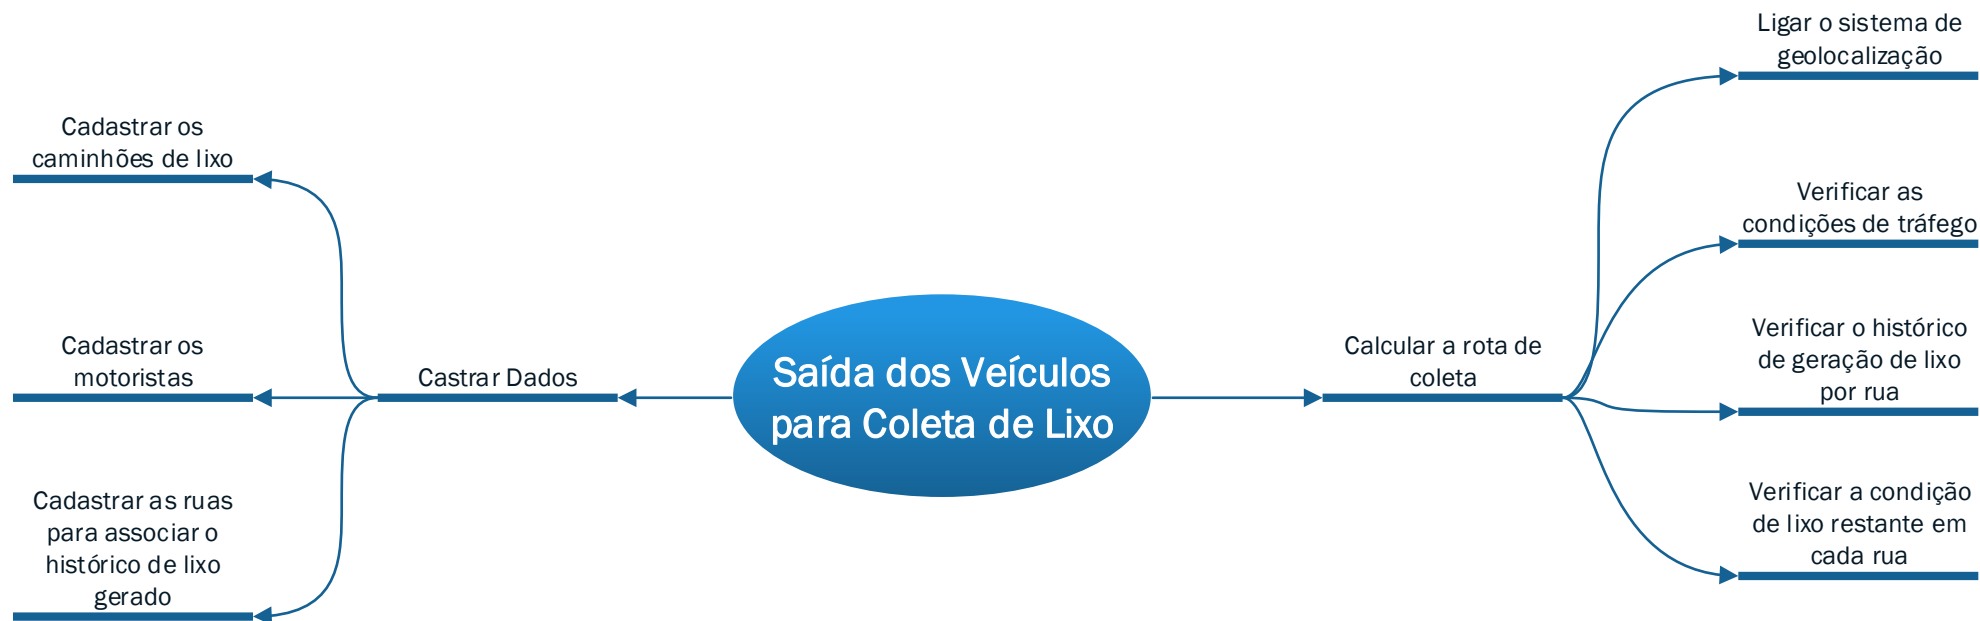 Ligar o sistema de
geolocalização
Cadastrar os
caminhões de lixo
Verificar as
condições de tráfego
Cadastrar os
motoristas
Castrar Dados
Saída dos Veículos
para Coleta de Lixo
Calcular a rota de
coleta
Verificar o histórico
de geração de lixo
por rua
Cadastrar as ruas
para associar o
histórico de lixo
gerado
Verificar a condição
de lixo restante em
cada rua